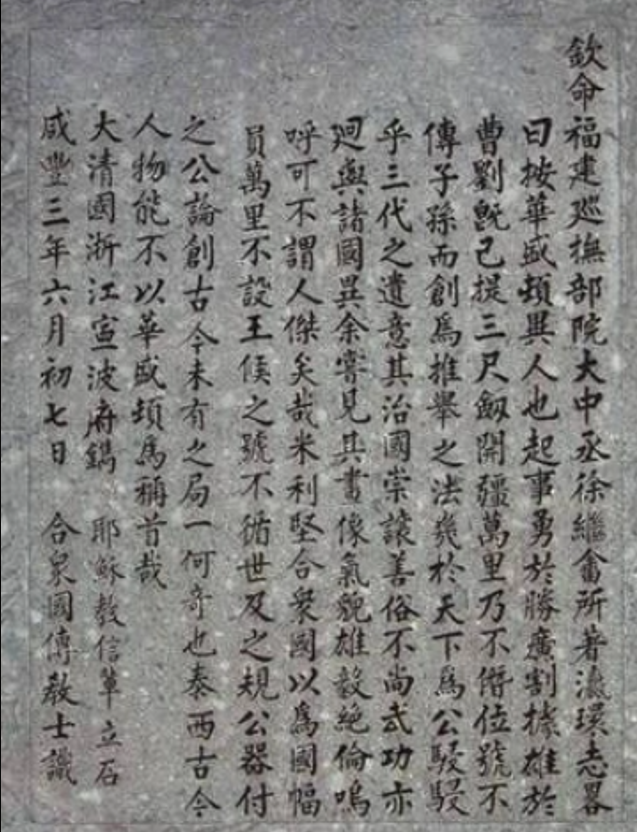 欽命福建廵撫部院大中丞徐繼畬所著瀛環志畧
曰按華盛頓異人也起事勇於勝廣割據雄於
曹劉旣已提三尺劔開疆萬里乃不僭位號不
傳子孫而創爲推舉之法幾於天下爲公駸駸
乎三代之遺意其治國崇讓善俗不尚武功亦
廻與諸國異余嘗見其畫像氣貌雄毅絕倫嗚
呼可不謂人傑矣哉米利堅合衆國以爲國幅
員萬里不設王侯之號不循世及之規公器付
之公論創古今未有之局一何奇也泰西古今
人物能不以華盛頓爲稱首哉
大清國浙江寧波府鐫 耶穌教信輩立石
咸豐三年六月初七日 合衆國傳教士識